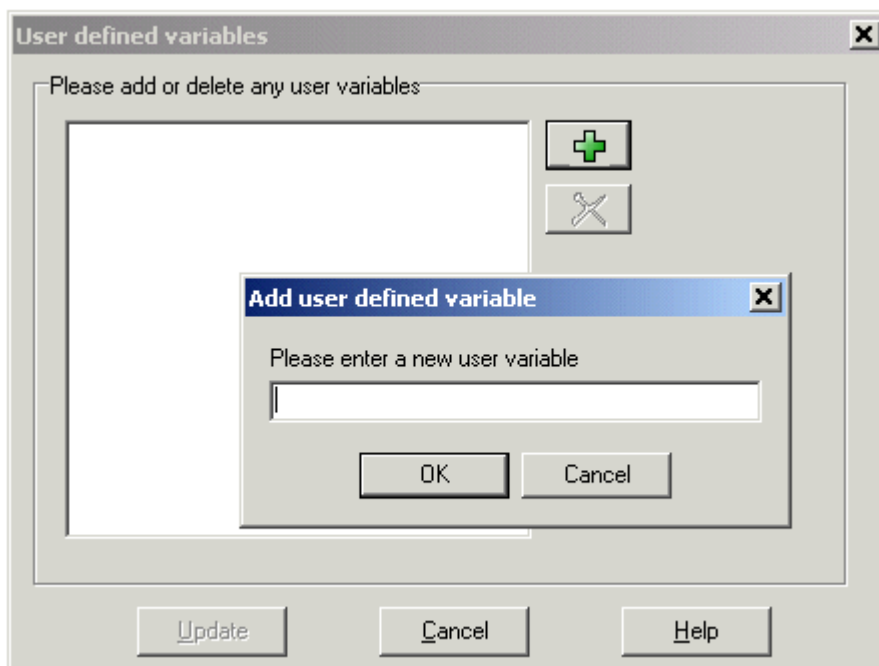 User defined variables
Please add or delete any user variables
Add user defined variable
Please enter a new user variable
OK Cancel
Update Cancel Help